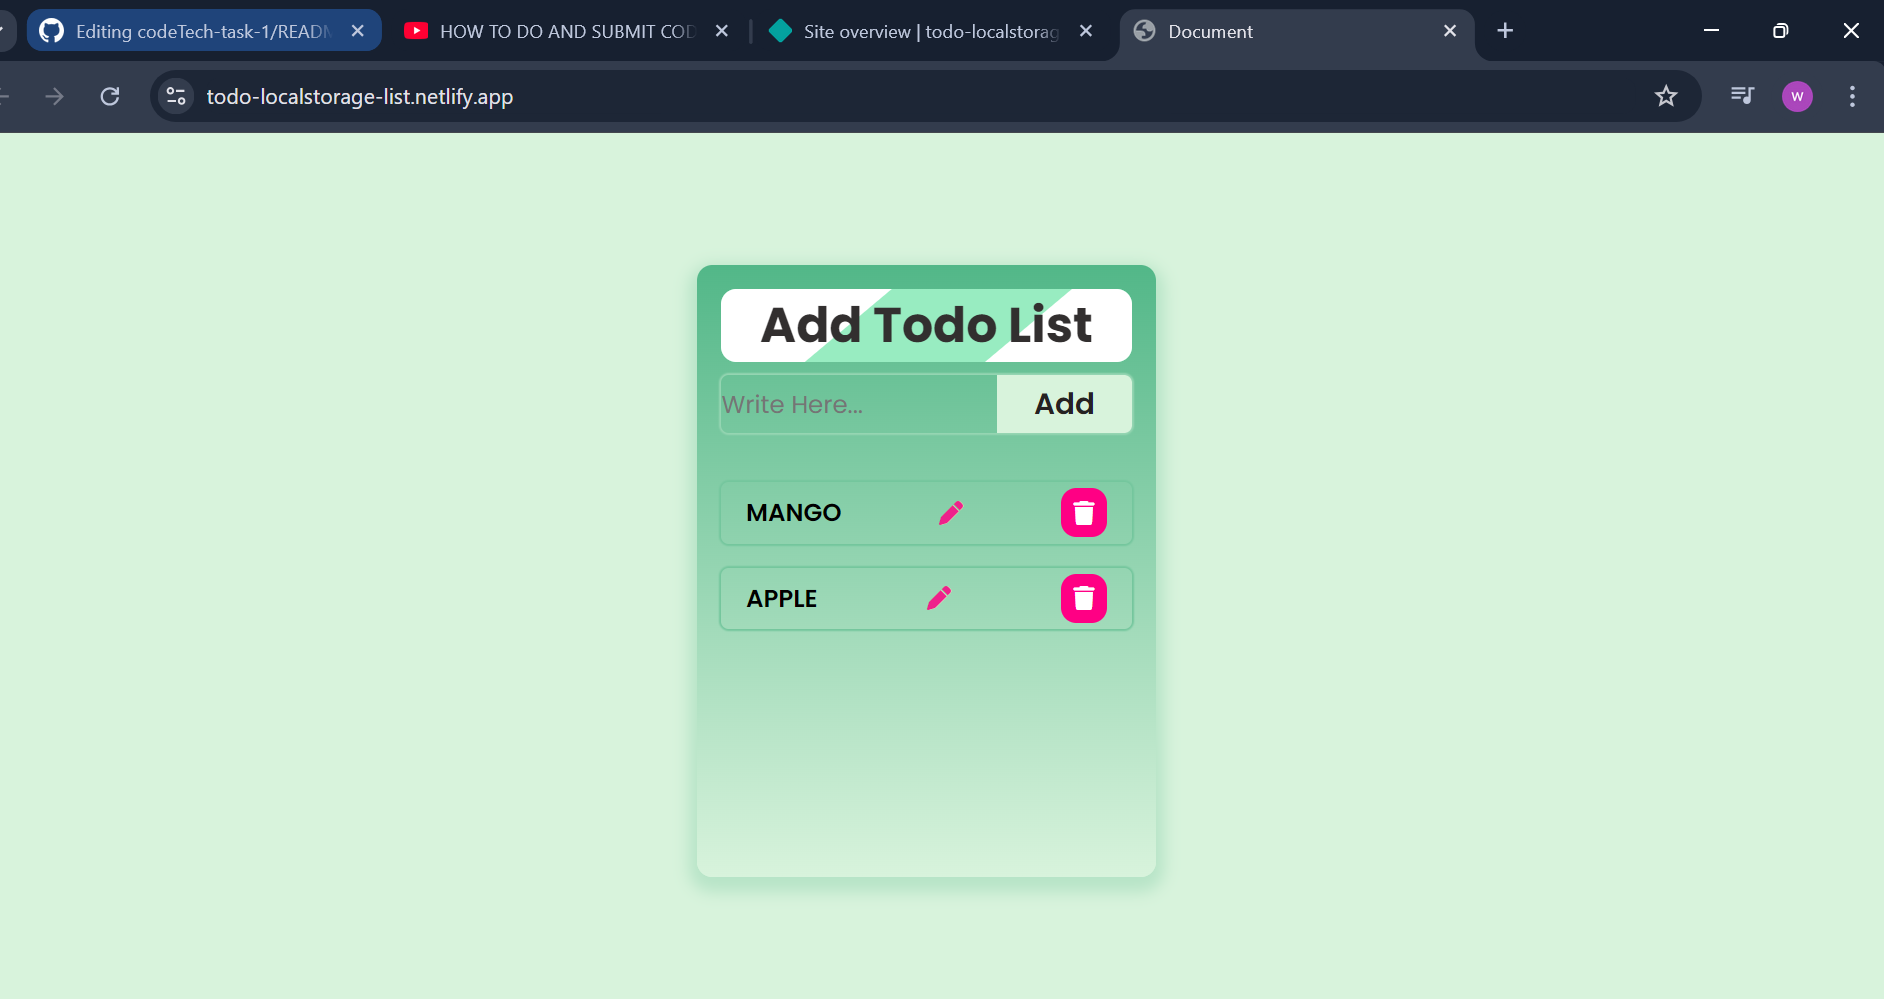 Editing codeTech-task-1/READ
HOW TO DO AND SUBMIT COD
Site overview | todo-localstorag
Document
todo-localstorage-list.netlify.app
W
Add Todo List
Write Here...
Add
MANGO
APPLE